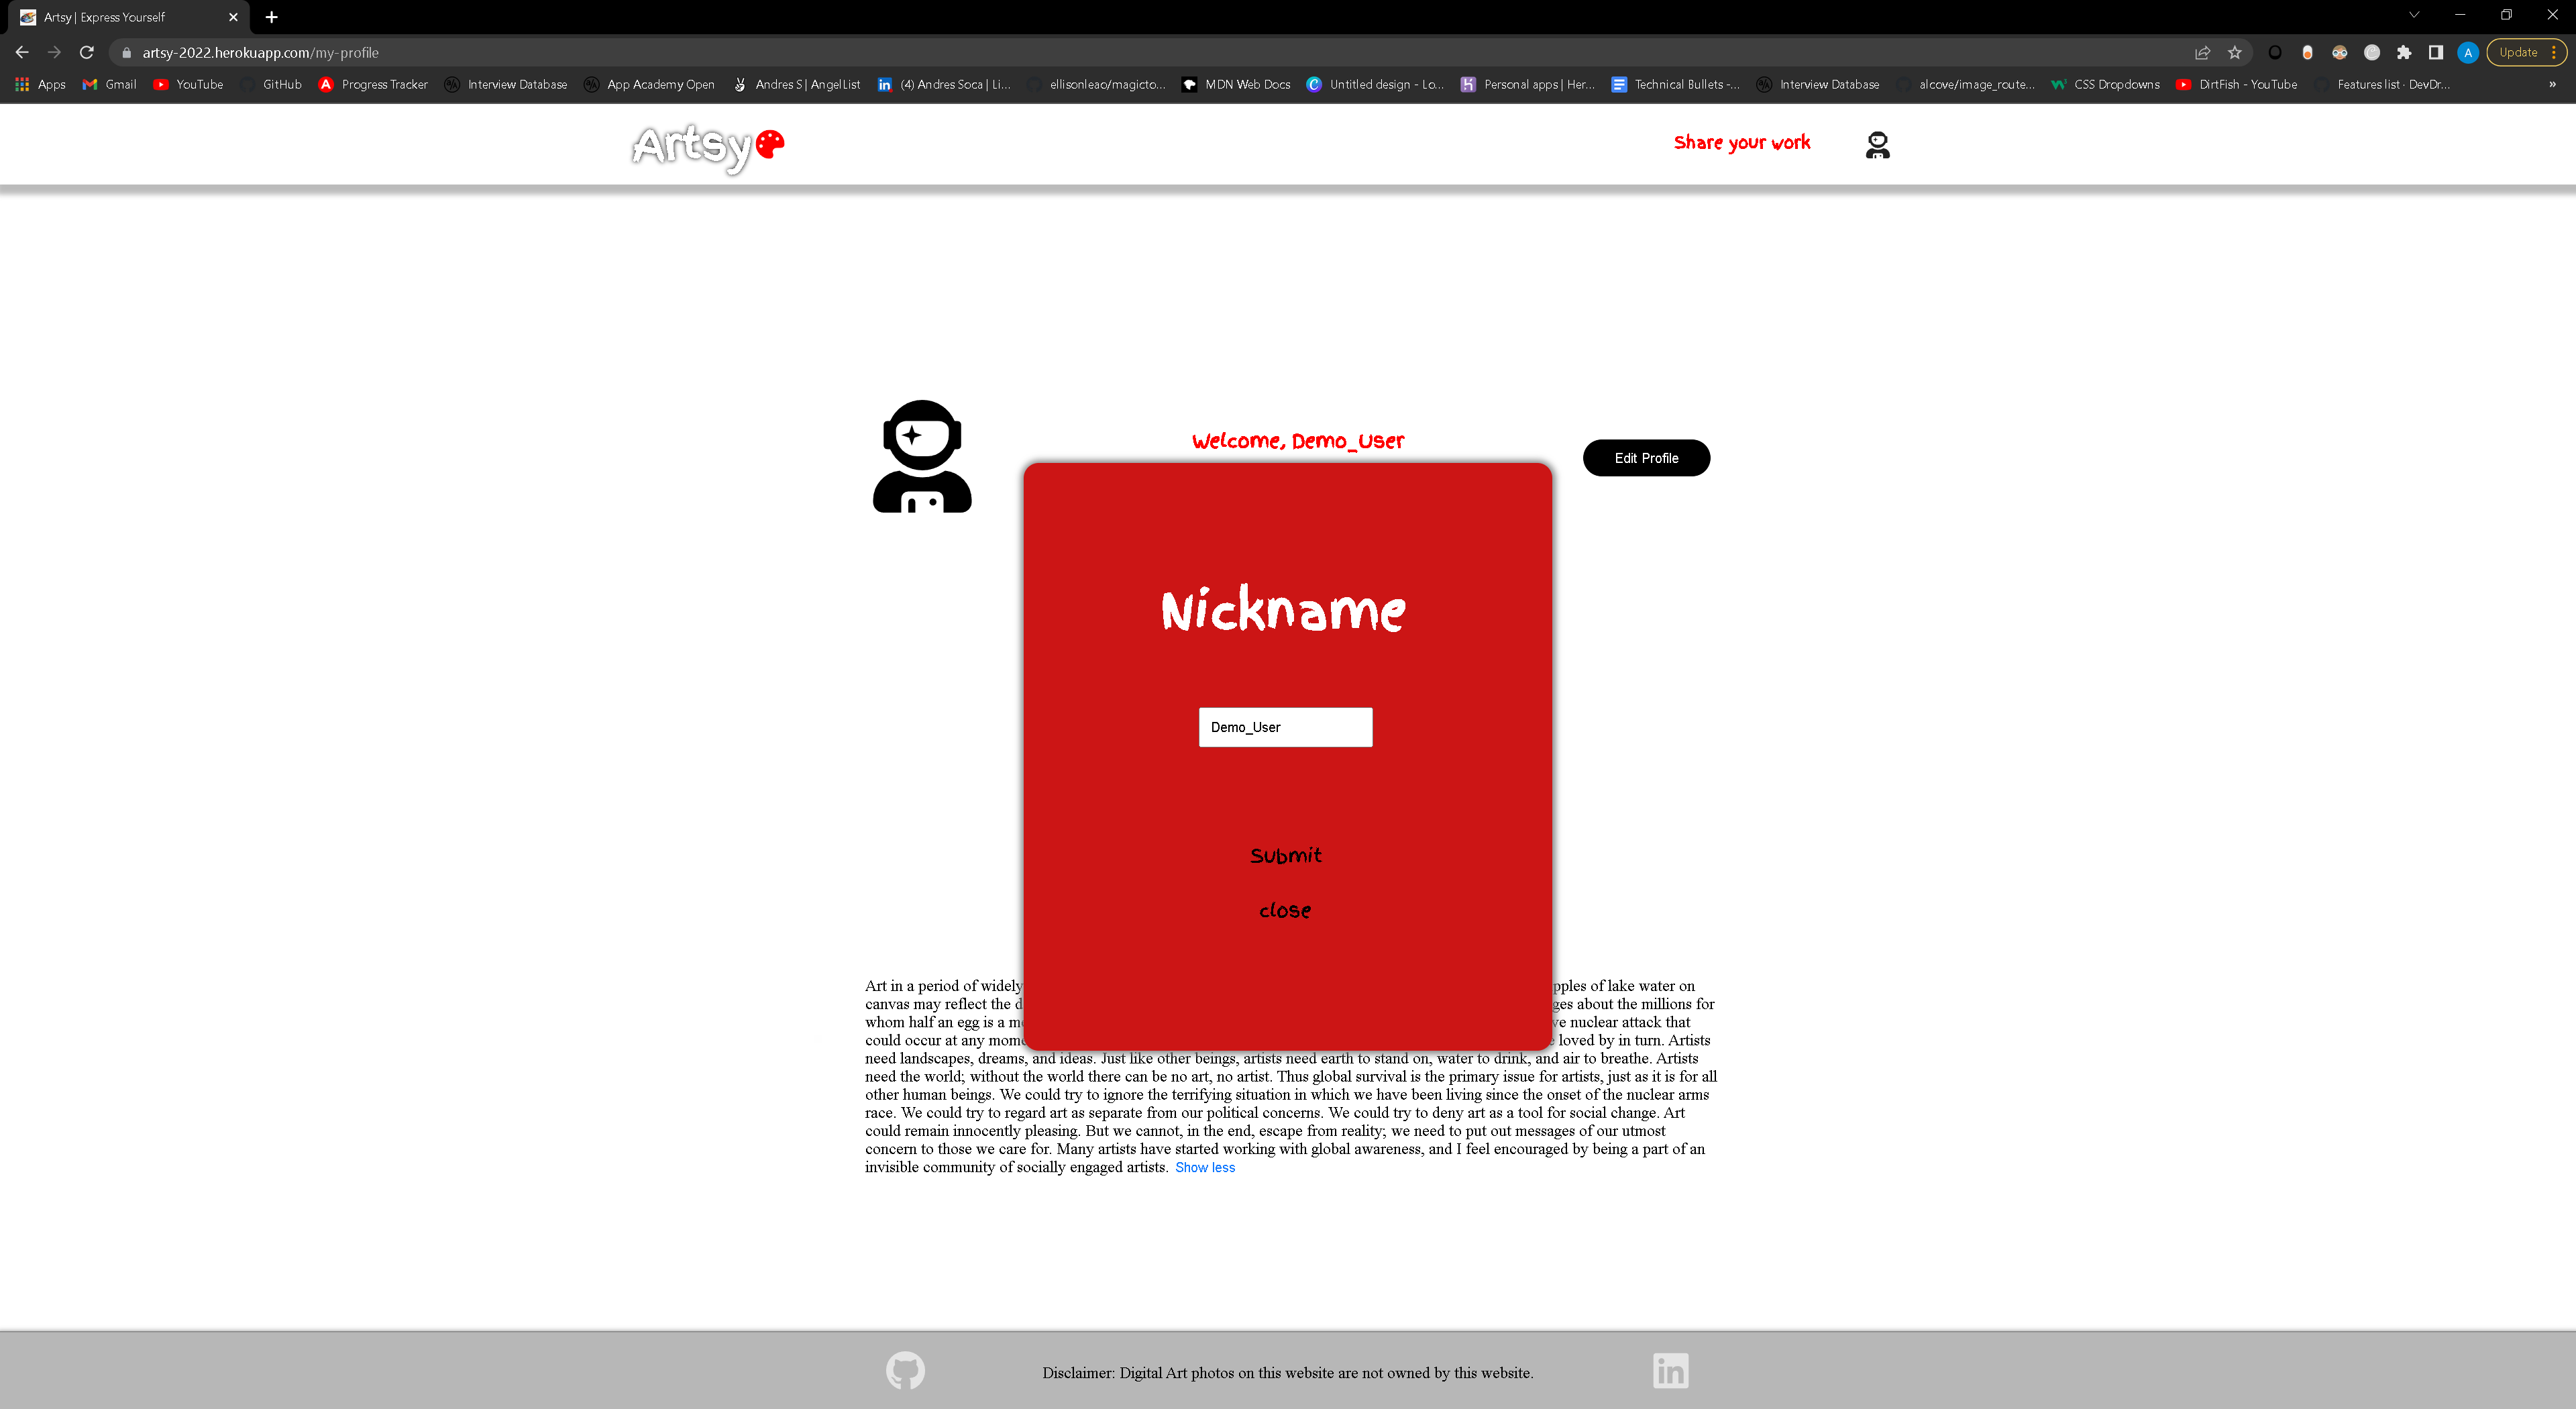 Artsy | Express Yourself
artsy-2022.herokuapp.com/my-profile
A
Update
Apps
Gmail
YouTube
GitHub
Progress Tracker
Interview Database
App Academy Open
Andres S | AngelList
(4) Andres Soca | Li...
ellisonleao/magicto...
MDN Web Docs
Untitled design - Lo...
Personal apps | Her...
Technical Bullets -...
Interview Database
alcove/image_route...
CSS Dropdowns
DirtFish - YouTube
Features list · DevDr...
»
Artsy
Share your work
Welcome, Demo_User
Edit Profile
Nickname
Demo_User
Submit
close
Art in a period of widely pples of lake water on
canvas may reflect the d ges about the millions for
whom half an egg is a m ve nuclear attack that
could occur at any mome loved by in turn. Artists
need landscapes, dreams, and ideas. Just like other beings, artists need earth to stand on, water to drink, and air to breathe. Artists
need the world; without the world there can be no art, no artist. Thus global survival is the primary issue for artists, just as it is for all
other human beings. We could try to ignore the terrifying situation in which we have been living since the onset of the nuclear arms
race. We could try to regard art as separate from our political concerns. We could try to deny art as a tool for social change. Art
could remain innocently pleasing. But we cannot, in the end, escape from reality; we need to put out messages of our utmost
concern to those we care for. Many artists have started working with global awareness, and I feel encouraged by being a part of an
invisible community of socially engaged artists. Show less
Disclaimer: Digital Art photos on this website are not owned by this website.